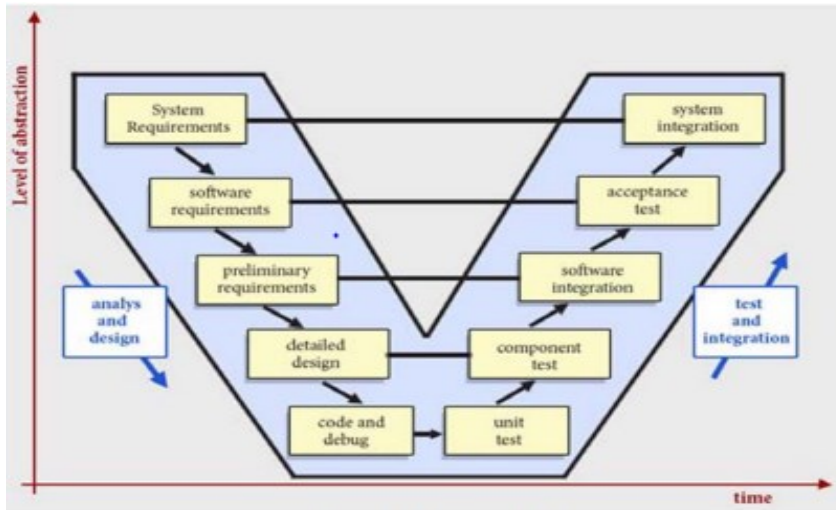 Level of abstraction
System
Requirements
system
integration
software
requirements
acceptance
test
preliminary
requirements
software
integration
analys
and
design
test
and
integration
detailed
design
component
test
code and
debug
unit
test
time